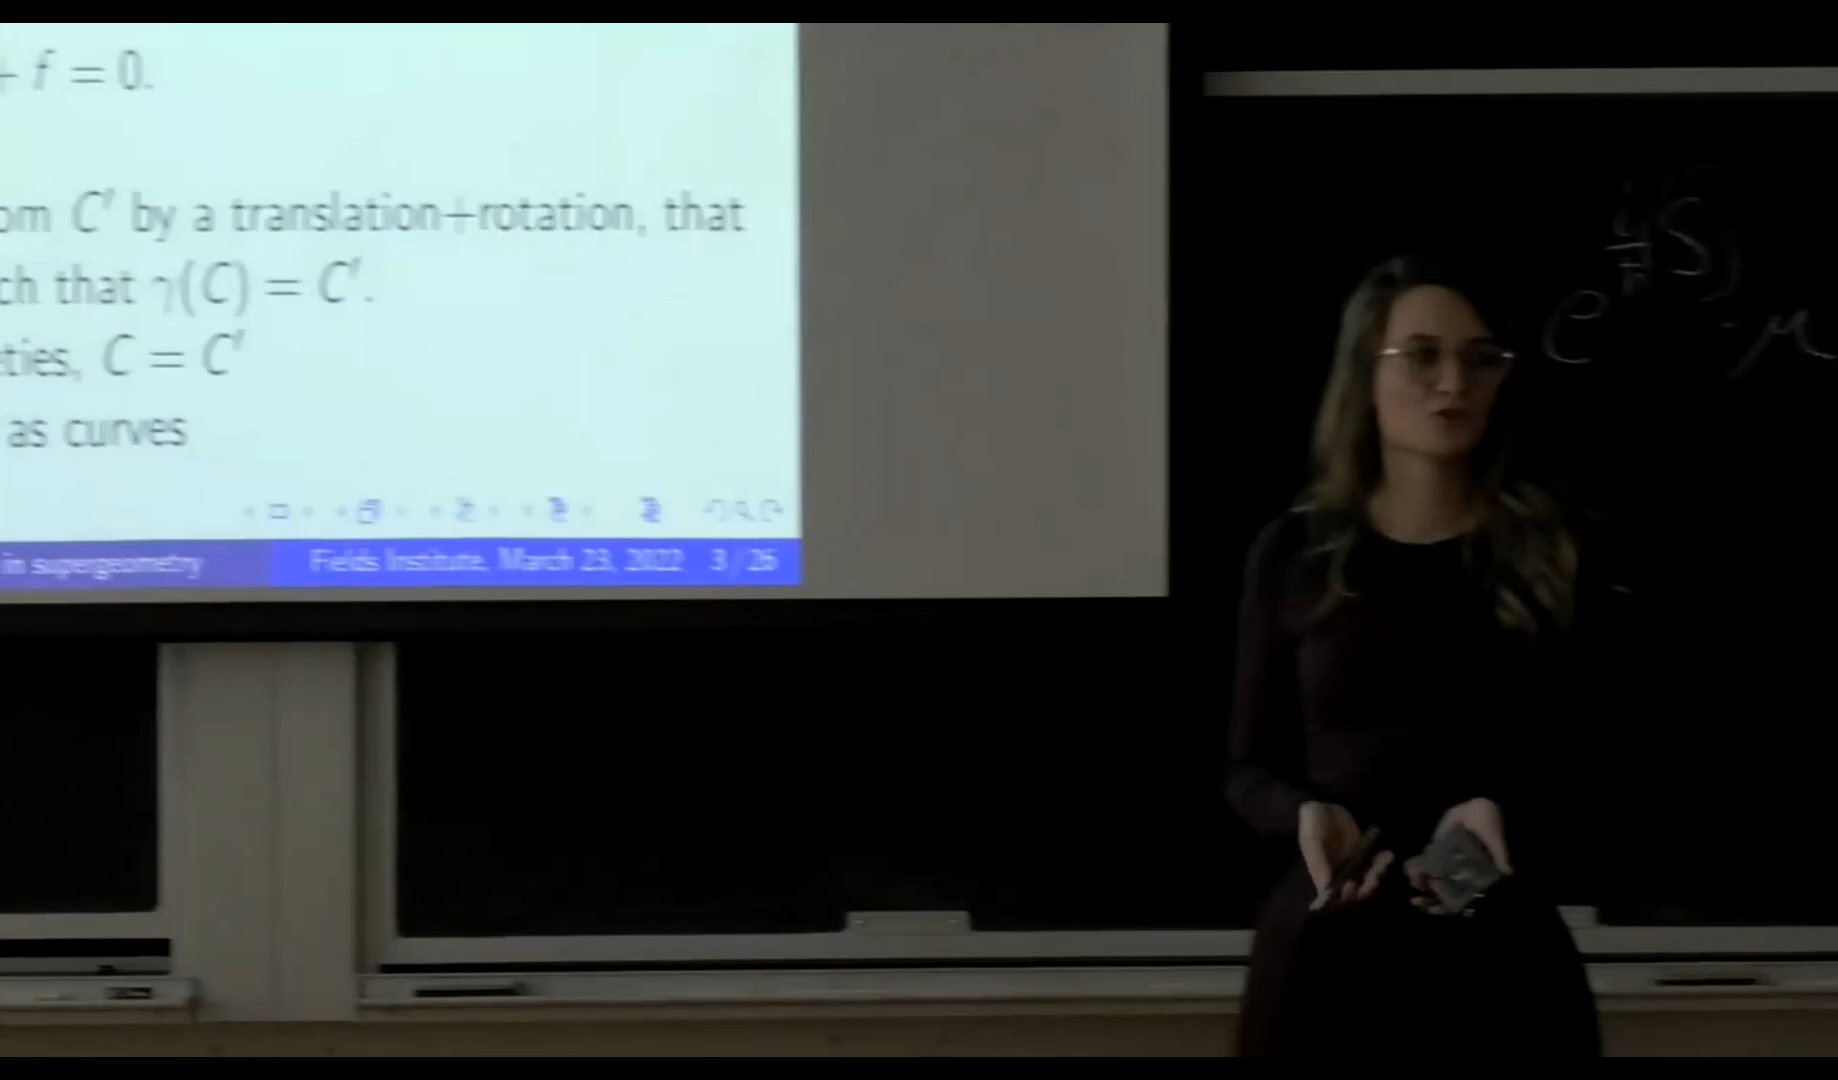 + f = 0.
om C′ by a translation+rotation, that
ch that γ(C) = C′.
ties, C = C′
as curves
in supergeometry Fields Institute, March 23, 2022 3 / 26
e^{\frac{i}{ħ}S} · μ